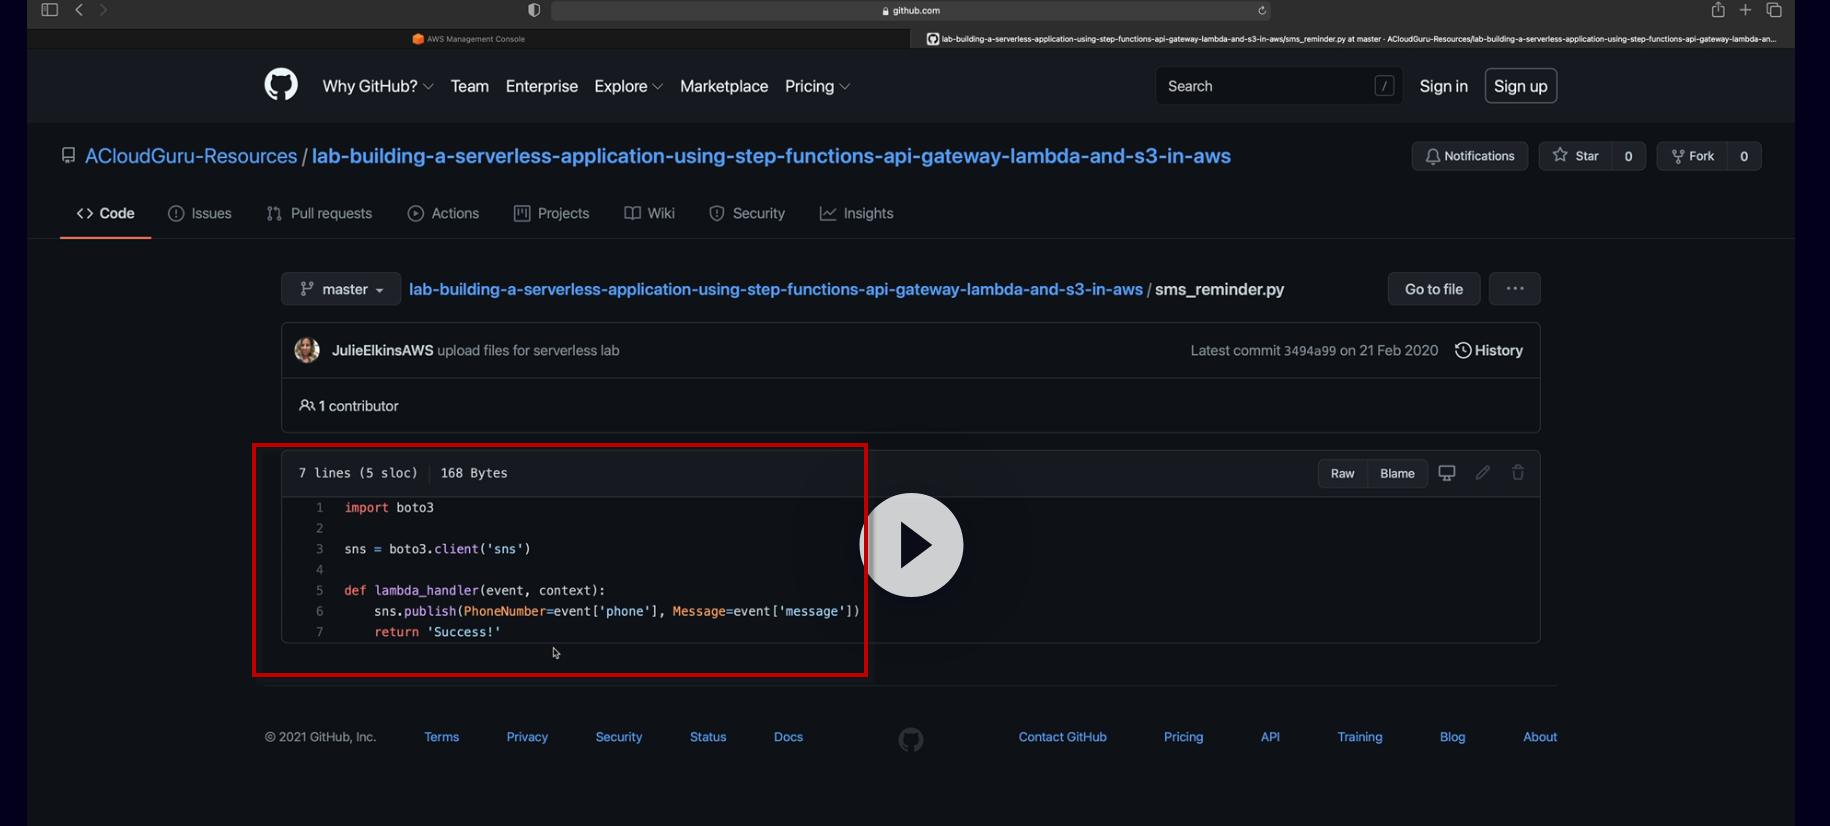 github.com
AWS Management Console
lab-building-a-serverless-application-using-step-functions-api-gateway-lambda-and-s3-in-aws/sms_reminder.py at master · ACloudGuru-Resources/lab-building-a-serverless-application-using-step-functions-api-gateway-lambda-an...
Why GitHub? Team Enterprise Explore Marketplace Pricing Search / Sign in Sign up
ACloudGuru-Resources / lab-building-a-serverless-application-using-step-functions-api-gateway-lambda-and-s3-in-aws Notifications Star 0 Fork 0
<> Code Issues Pull requests Actions Projects Wiki Security Insights
master lab-building-a-serverless-application-using-step-functions-api-gateway-lambda-and-s3-in-aws / sms_reminder.py Go to file ...
JulieElkinsAWS upload files for serverless lab Latest commit 3494a99 on 21 Feb 2020 History
1 contributor
7 lines (5 sloc) 168 Bytes Raw Blame
1 import boto3
2
3 sns = boto3.client('sns')
4
5 def lambda_handler(event, context):
6 sns.publish(PhoneNumber=event['phone'], Message=event['message'])
7 return 'Success!'
© 2021 GitHub, Inc. Terms Privacy Security Status Docs Contact GitHub Pricing API Training Blog About